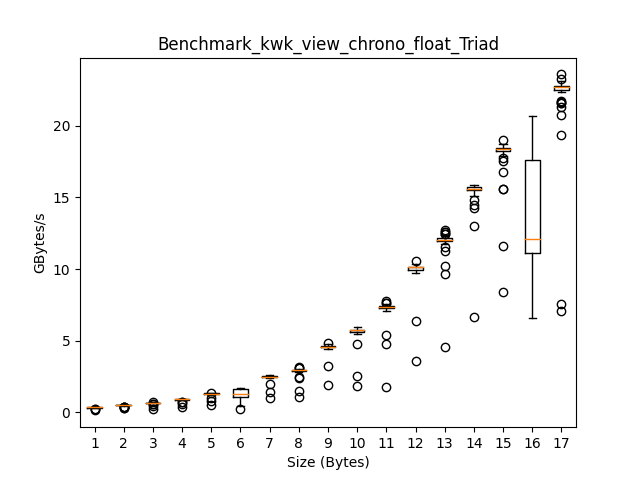 Benchmark_kwk_view_chrono_float_Triad
GBytes/s
20
15
10
5
0
1 2 3 4 5 6 7 8 9 10 11 12 13 14 15 16 17
Size (Bytes)